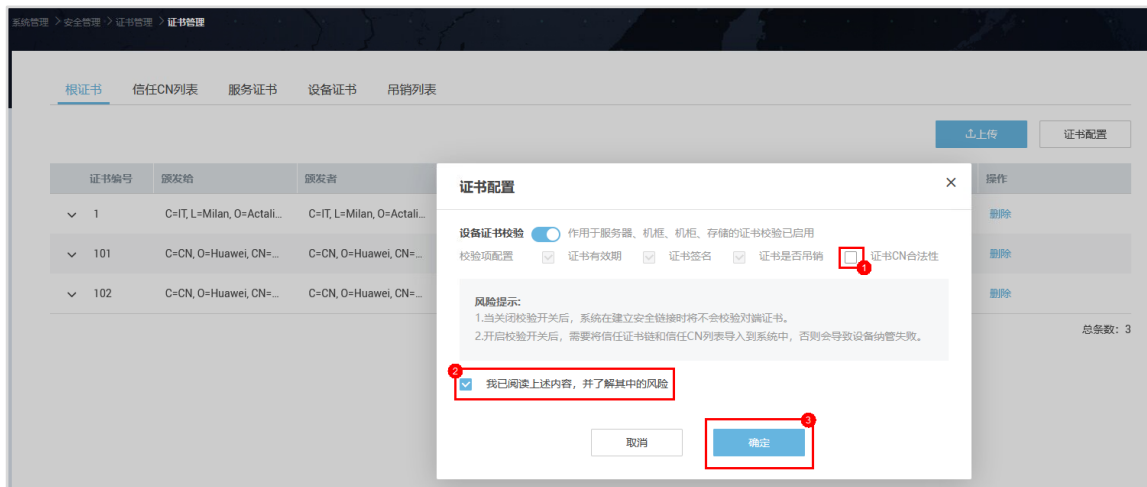 系统管理 > 安全管理 > 证书管理 > 证书管理
根证书 信任CN列表 服务证书 设备证书 吊销列表
上传 证书配置
证书编号 颁发给 颁发者 操作
1 C=IT, L=Milan, O=Actali... C=IT, L=Milan, O=Actali... 删除
101 C=CN, O=Huawei, CN=... C=CN, O=Huawei, CN=... 删除
102 C=CN, O=Huawei, CN=... C=CN, O=Huawei, CN=... 删除
总条数：3
证书配置
设备证书校验 作用于服务器、机框、机柜、存储的证书校验已启用
校验项配置 证书有效期 证书签名 证书是否吊销 证书CN合法性
1
风险提示:
1.当关闭校验开关后，系统在建立安全链接时将不会校验对端证书。
2.开启校验开关后，需要将信任证书链和信任CN列表导入到系统中，否则会导致设备纳管失败。
2
我已阅读上述内容，并了解其中的风险
3
取消 确定